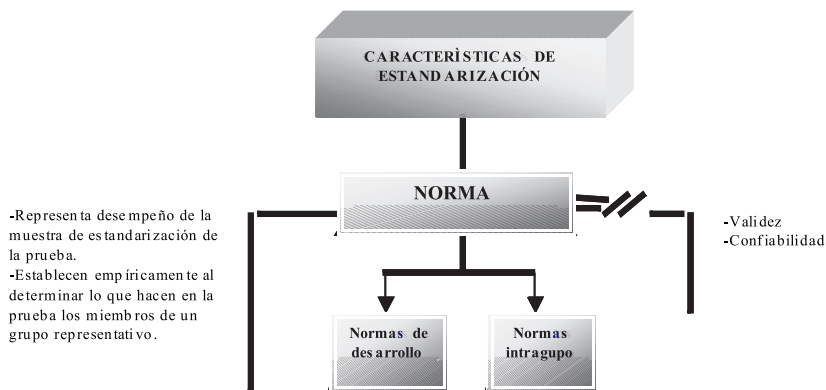 CARACTERÌSTICAS DE
ESTANDARIZACIÓN
NORMA
-Representa desempeño de la
muestra de estandarización de
la prueba.
-Establecen empíricamente al
determinar lo que hacen en la
prueba los miembros de un
grupo representativo.
-Validez
-Confiabilidad
Normas de
desarrollo
Normas
intragupo